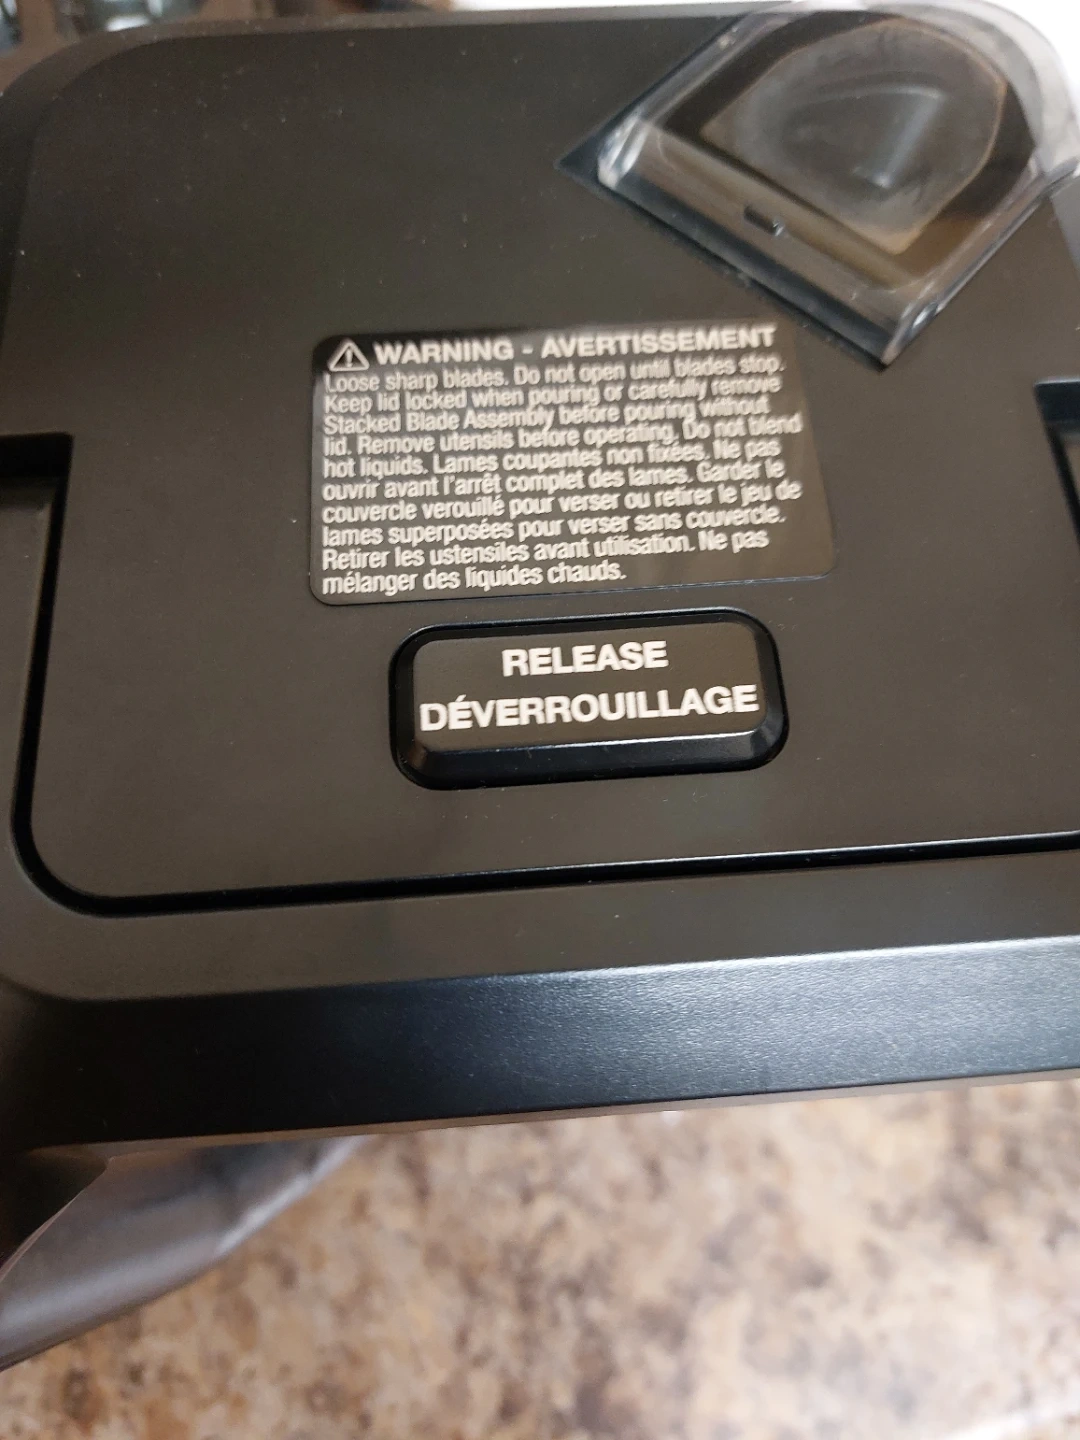 WARNING - AVERTISSEMENT
Loose sharp blades. Do not open until blades stop.
Keep lid locked when pouring or carefully remove
Stacked Blade Assembly before pouring without
lid. Remove utensils before operating. Do not blend
hot liquids. Lames coupantes non fixées. Ne pas
ouvrir avant l'arrêt complet des lames. Garder le
couvercle verouillé pour verser ou retirer le jeu de
lames superposées pour verser sans couvercle.
Retirer les ustensiles avant utilisation. Ne pas
mélanger des liquides chauds.
RELEASE
DÉVERROUILLAGE